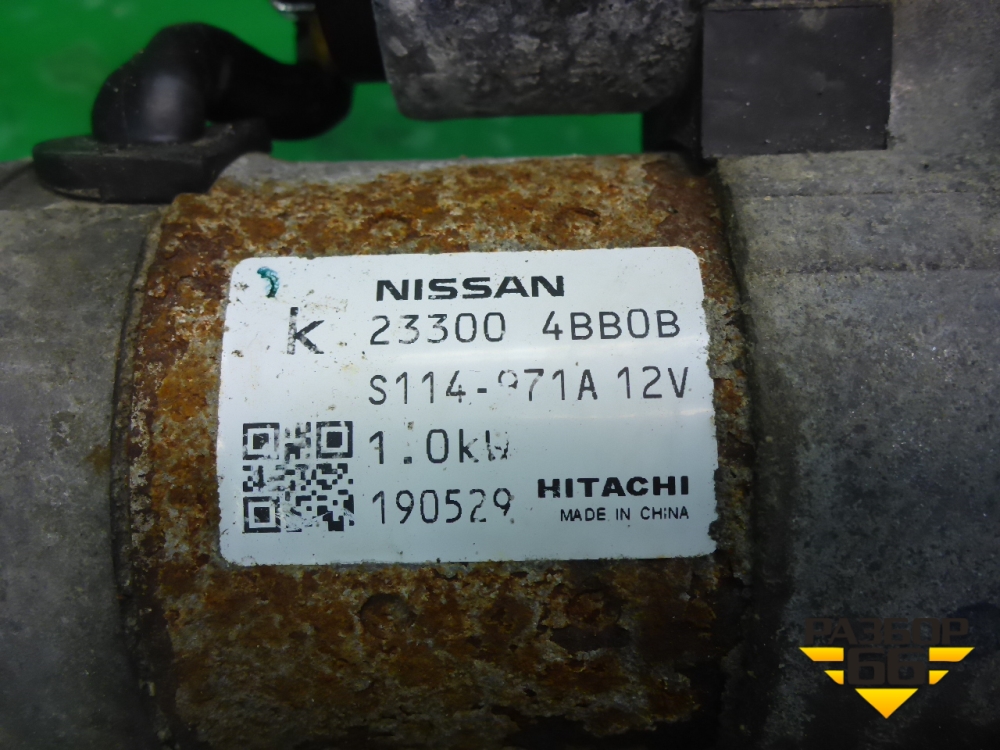 NISSAN
K 23300 4BB0B
S114-971A 12V
1.0kW
190529 HITACHI
MADE IN CHINA
РАЗБОР
66